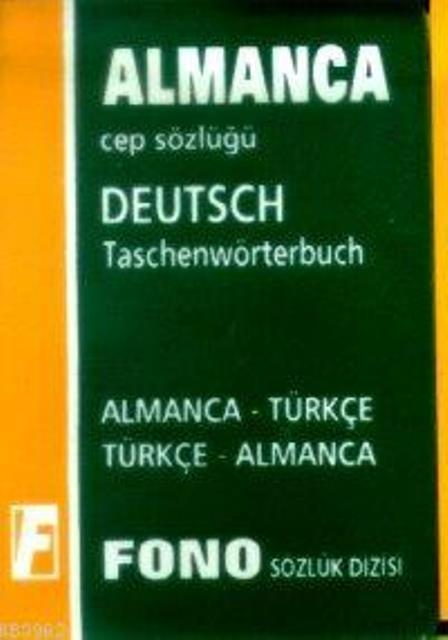 ALMANCA
cep sözlüğü
DEUTSCH
Taschenwörterbuch
ALMANCA - TÜRKÇE
TÜRKÇE - ALMANCA
F
FONO SÖZLÜK DİZİSİ